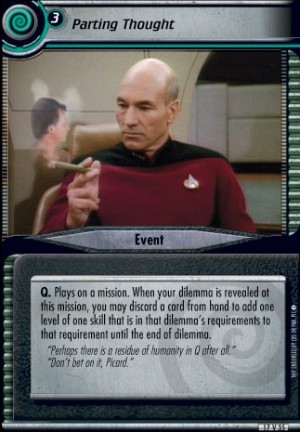 3
Parting Thought
Event
Q. Plays on a mission. When your dilemma is revealed at
this mission, you may discard a card from hand to add one
level of one skill that is in that dilemma's requirements to
that requirement until the end of dilemma.
"Perhaps there is a residue of humanity in Q after all."
"Don't bet on it, Picard."
17 V 35